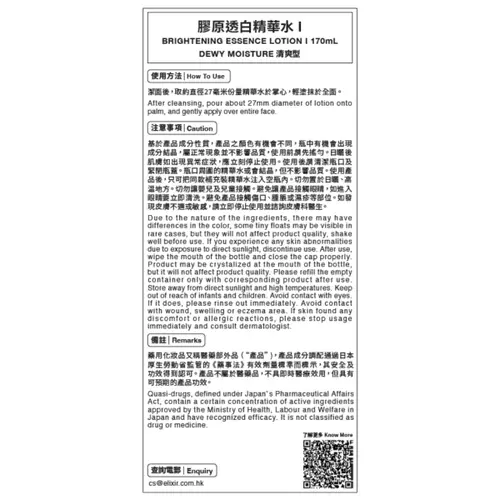 膠原透白精華水 I
BRIGHTENING ESSENCE LOTION I 170mL
DEWY MOISTURE 清爽型
使用方法 How To Use
潔面後，取約直徑27毫米份量精華水於掌心，輕塗抹於全面。
After cleansing, pour about 27mm diameter of lotion onto
palm, and gently apply over entire face.
注意事項 Caution
基於產品成分性質，產品之顏色有機會不同，瓶中有機會出現
成分結晶，屬正常現象並不影響品質，使用前請先搖勻。日曬後
肌膚如出現異常症狀，應立刻停止使用。使用後請清潔瓶口及
緊閉瓶蓋。瓶口周圍的精華水或會結晶，但不影響品質。使用產
品後，只可把同款補充裝精華水注入空瓶內。切勿置於日曬、高
溫地方。切勿讓嬰兒及兒童接觸。避免讓產品接觸眼睛，如進入
眼睛要立即清洗。避免產品接觸傷口、腫脹或濕疹等部位。如發
現皮膚不適或敏感，請立即停止使用並諮詢皮膚科醫生。
Due to the nature of the ingredients, there may have
differences in the color, some tiny floats may be visible in
rare cases, but they will not affect product quality, shake
well before use. If you experience any skin abnormalities
due to exposure to direct sunlight, discontinue use. After use,
wipe the mouth of the bottle and close the cap properly.
Product may be crystalized at the mouth of the bottle,
but it will not affect product quality. Please refill the empty
container only with corresponding product after use.
Store away from direct sunlight and high temperatures. Keep
out of reach of infants and children. Avoid contact with eyes.
If it does, please rinse out immediately. Avoid contact
with wound, swelling or eczema area. If skin found any
discomfort or allergic reactions, please stop usage
immediately and consult dermatologist.
備註 Remarks
藥用化妝品又稱醫藥部外品（“產品”），產品成分調配通過日本
厚生勞動省監管的《藥事法》有效劑量標準而標示，其安全及
功效得到認可。產品不屬於醫藥品，不具即時醫療效用，但具有
可預期的產品功效。
Quasi-drugs, defined under Japan's Pharmaceutical Affairs
Act, contain a certain concentration of active ingredients
approved by the Ministry of Health, Labour and Welfare in
Japan and have recognized efficacy. It is not classified as
drug or medicine.
了解更多 Know More
查詢電郵 Enquiry
cs@elixir.com.hk